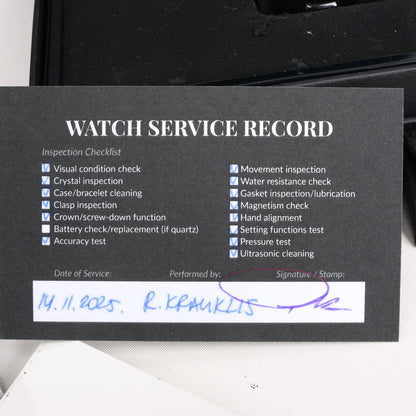 WATCH SERVICE RECORD
Inspection Checklist
Visual condition check
Crystal inspection
Case/bracelet cleaning
Clasp inspection
Crown/screw-down function
Battery check/replacement (if quartz)
Accuracy test
Movement inspection
Water resistance check
Gasket inspection/lubrication
Magnetism check
Hand alignment
Setting functions test
Pressure test
Ultrasonic cleaning
Date of Service: Performed by: Signature / Stamp:
14.11.2025. R. KRAUKLIS